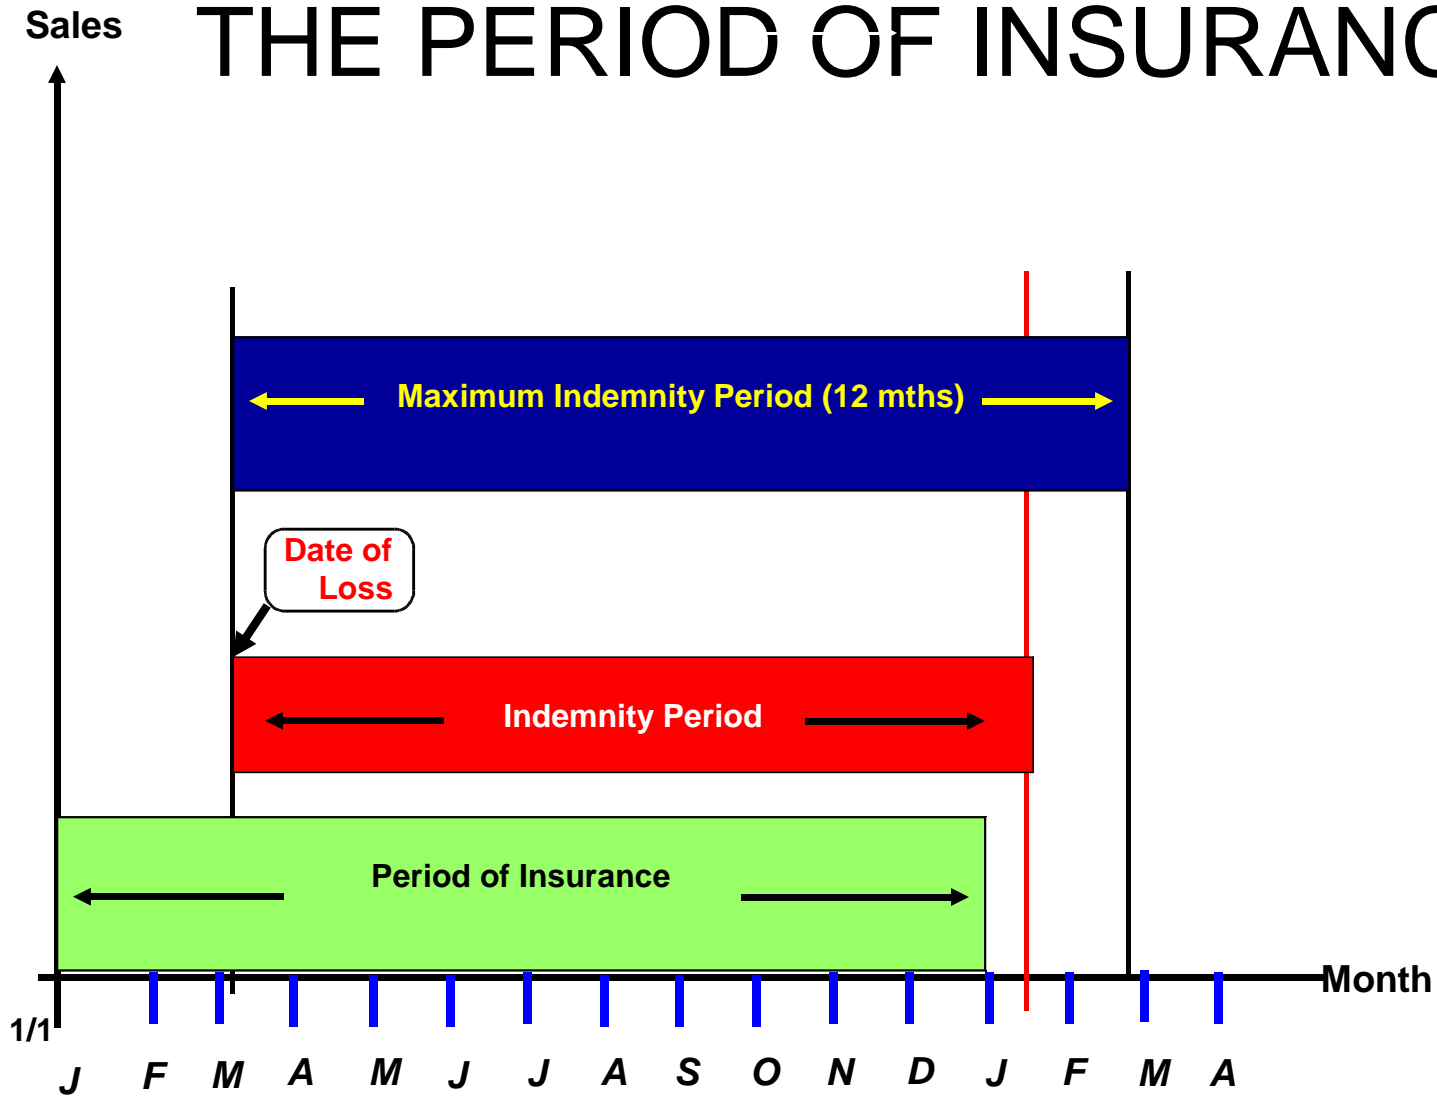 Sales
THE PERIOD OF INSURANC
Maximum Indemnity Period (12 mths)
Date of
Loss
Indemnity Period
Period of Insurance
Month
1/1
J F M A M J J A S O N D J F M A